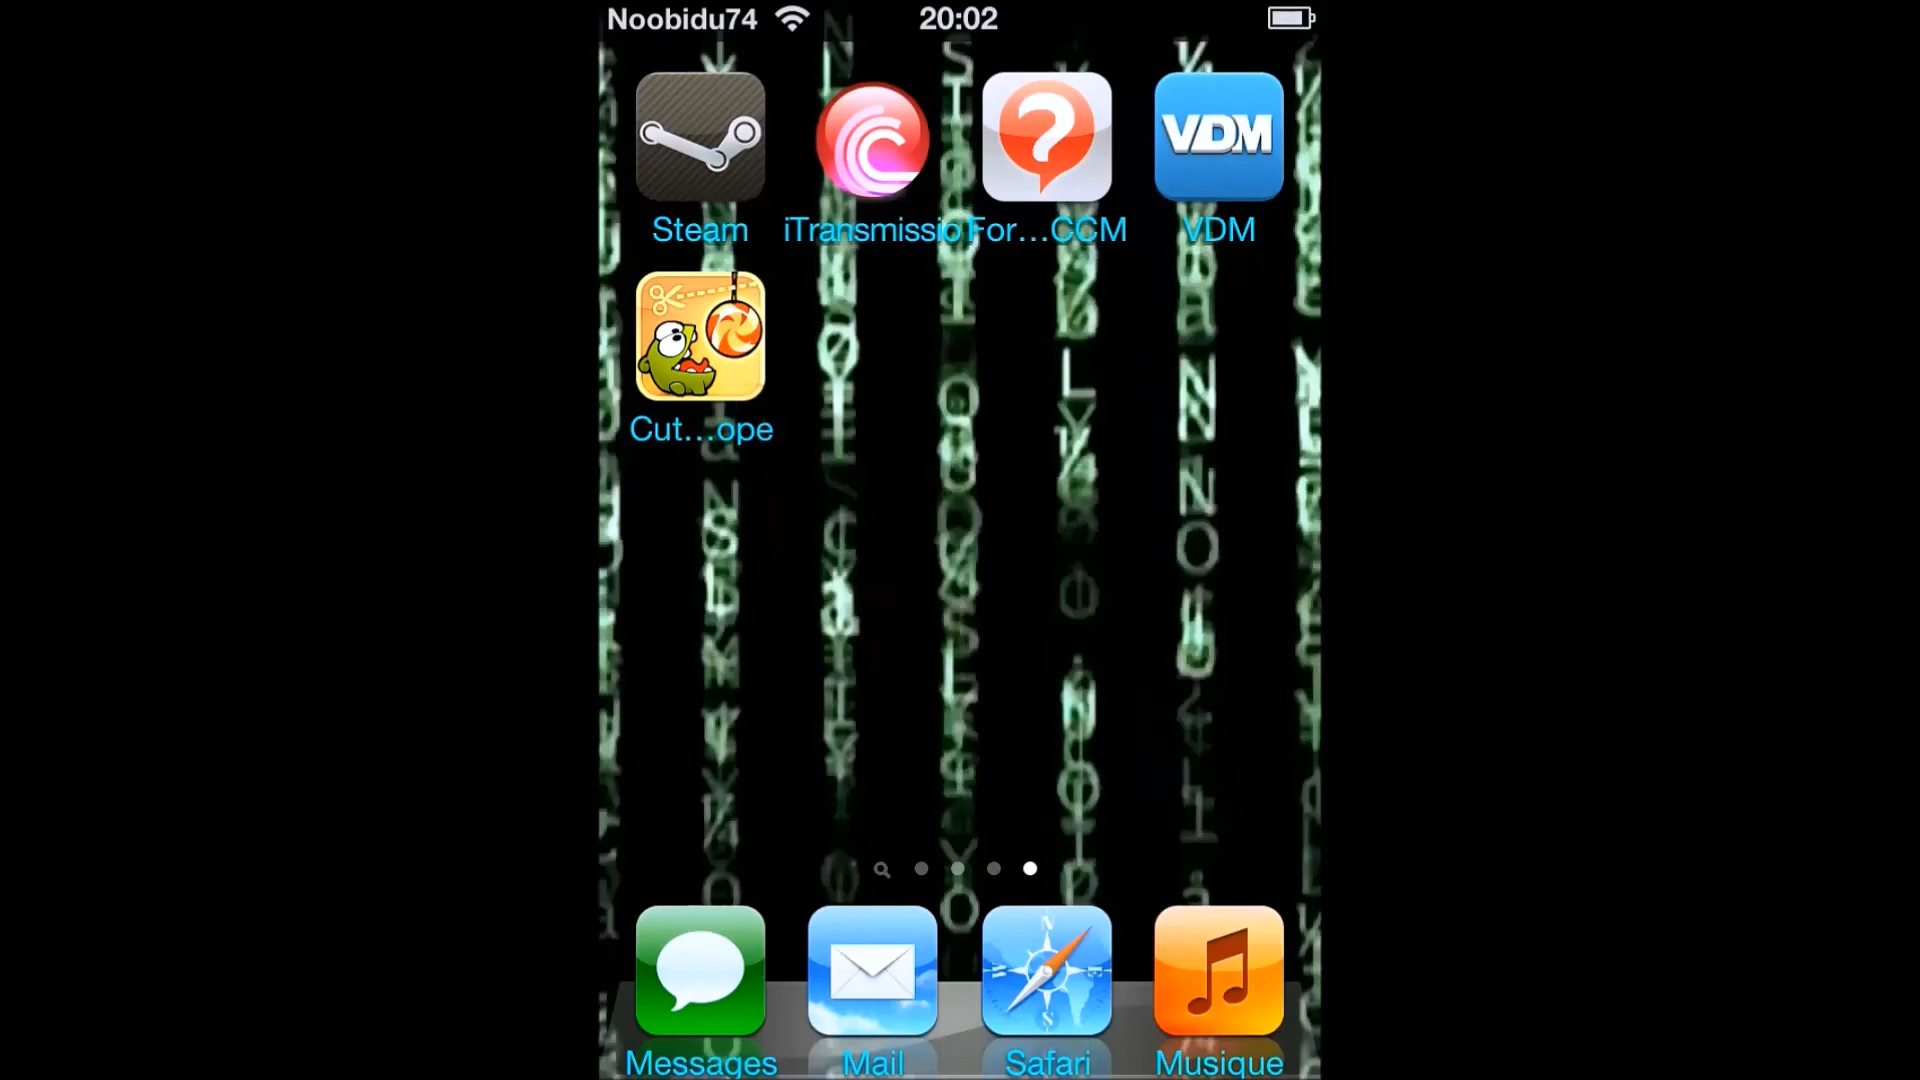 Noobidu74 20:02
VDM
Steam iTransmissio For...CCM VDM
Cut...ope
Messages Mail Safari Musique